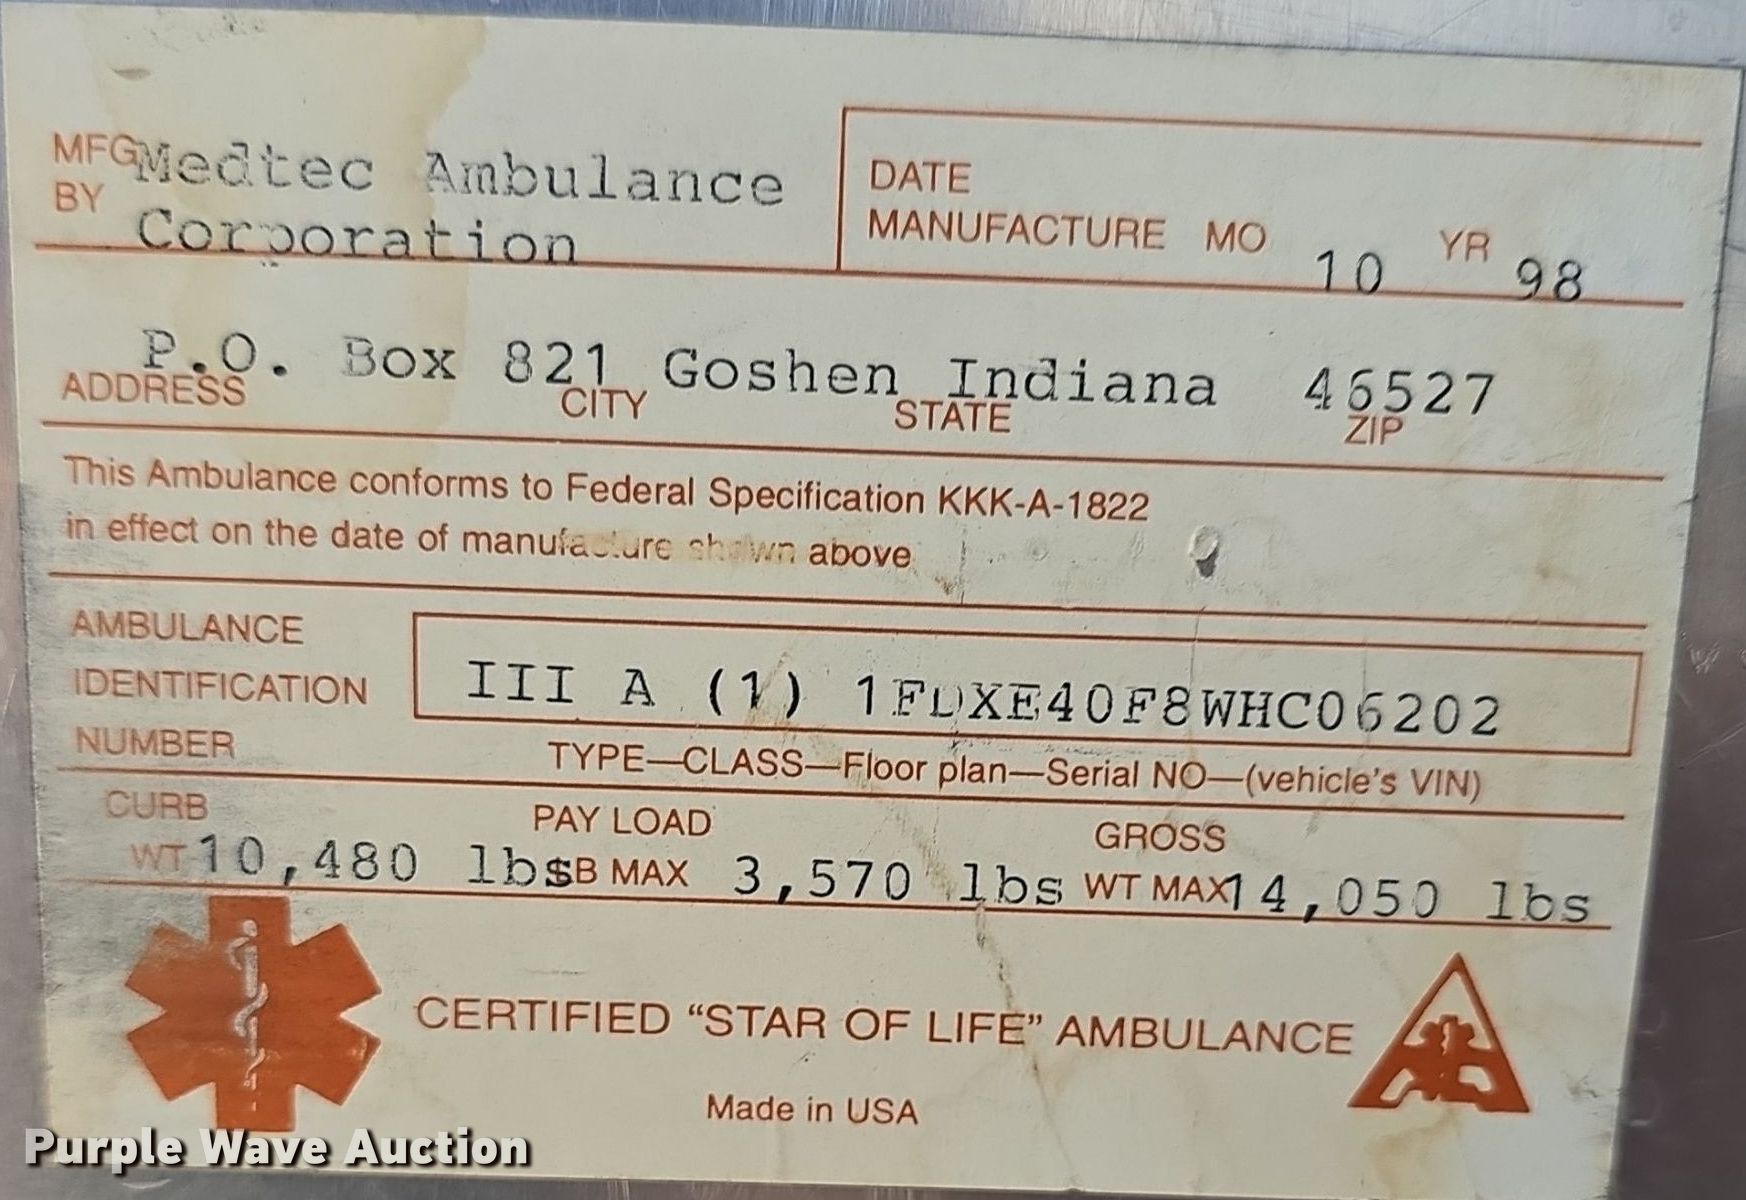 MFG Medtec Ambulance
BY Corporation
DATE
MANUFACTURE MO 10 YR 98
P.O. Box 821 Goshen Indiana 46527
ADDRESS CITY STATE ZIP
This Ambulance conforms to Federal Specification KKK-A-1822
in effect on the date of manufacture shown above
AMBULANCE
IDENTIFICATION
NUMBER
III A (1) 1FDXE40F8WHC06202
TYPE—CLASS—Floor plan—Serial NO—(vehicle's VIN)
CURB PAY LOAD GROSS
WT 10,480 lbs LB MAX 3,570 lbs WT MAX 14,050 lbs
CERTIFIED “STAR OF LIFE” AMBULANCE
Made in USA
Purple Wave Auction